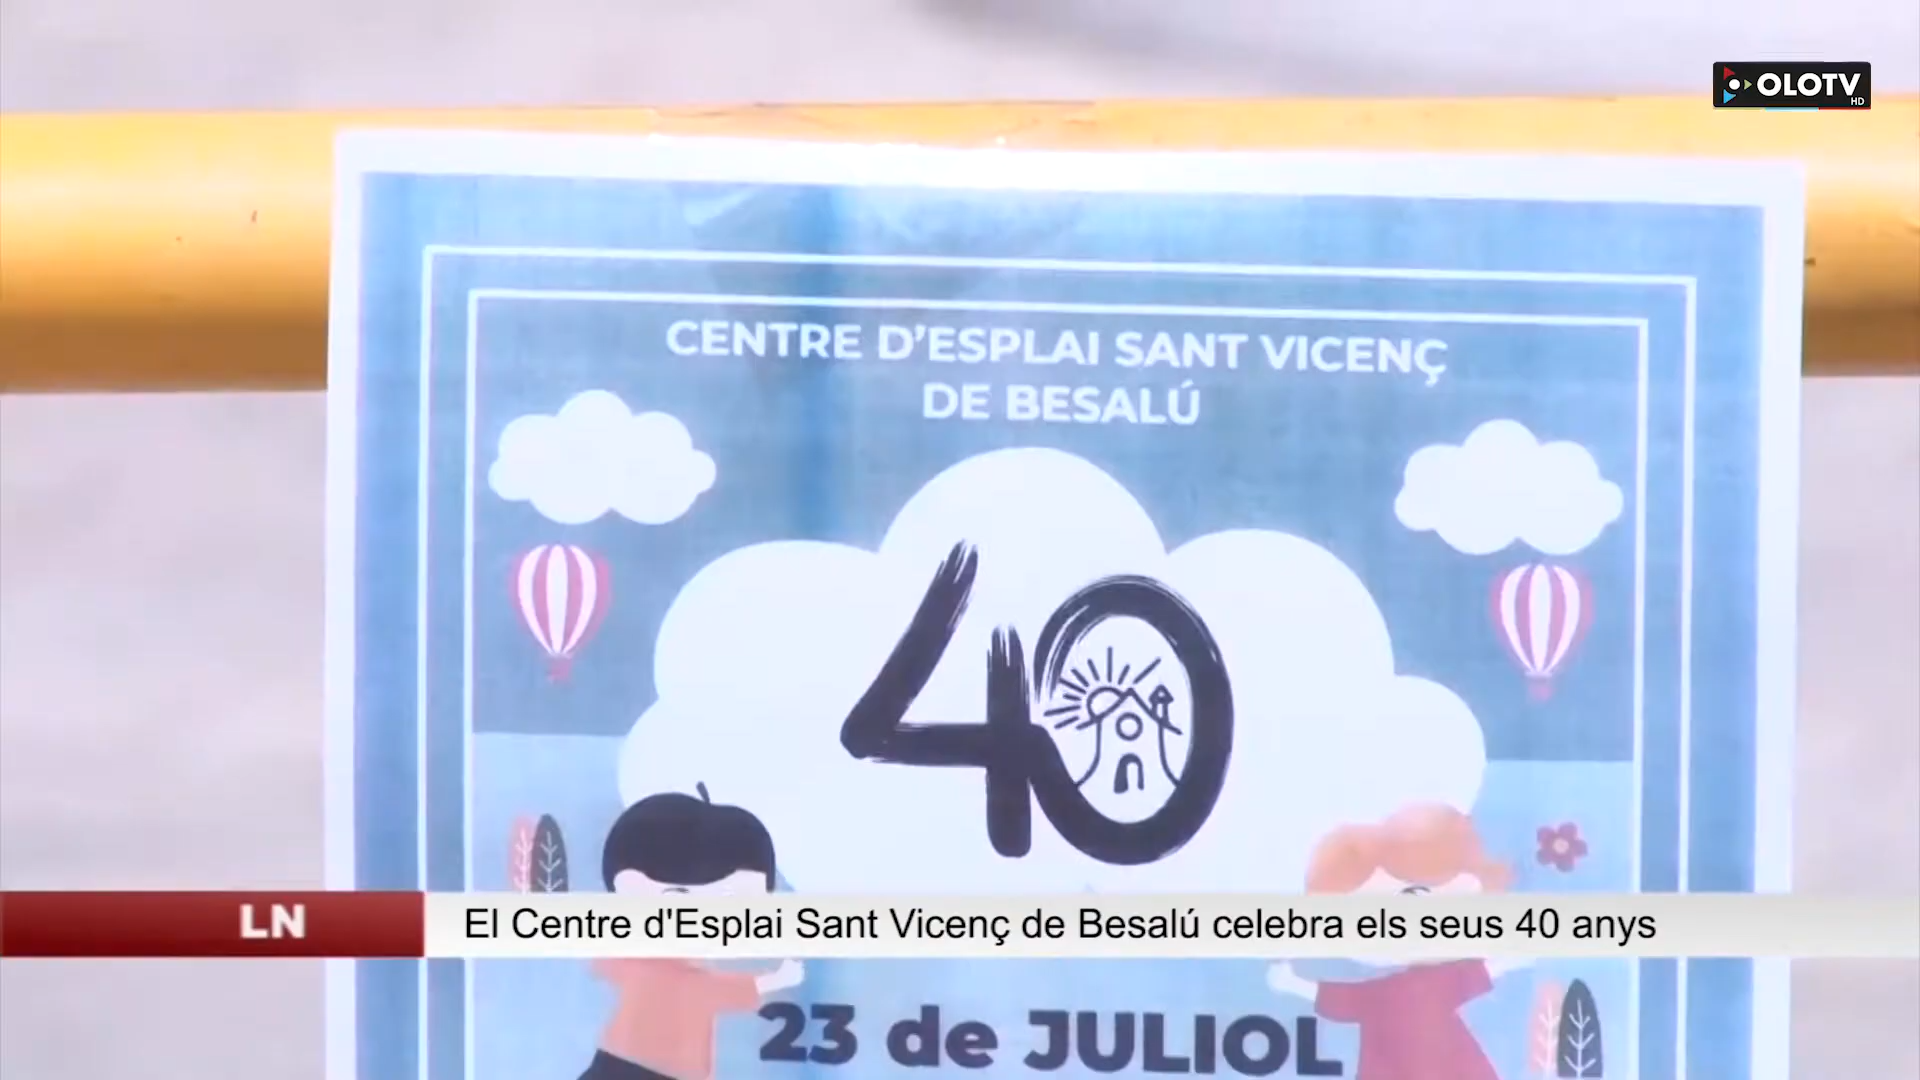 OLOTV
HD
CENTRE D'ESPLAI SANT VICENÇ
DE BESALÚ
40
LN
El Centre d'Esplai Sant Vicenç de Besalú celebra els seus 40 anys
23 de JULIOL